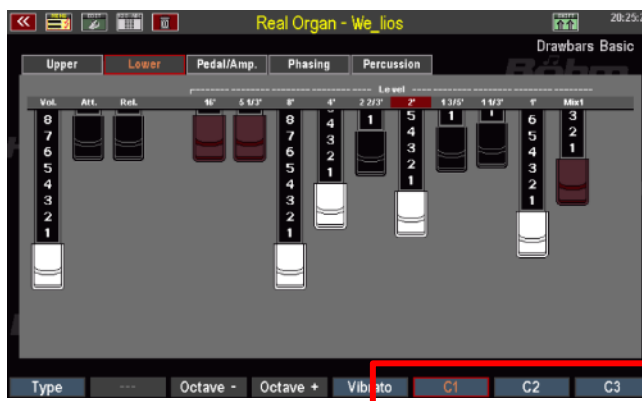 Real Organ - We_lios 20:25:2
Drawbars Basic
Upper Lower Pedal/Amp. Phasing Percussion
Level
Vol. Att. Rel. 16' 5 1/3' 8' 4' 2 2/3' 2' 1 3/5' 1 1/3' 1' Mix1
8 8 4 1 5 1 1 6 3
7 7 3 4 5 2
6 6 2 3 4 1
5 5 1 2 3
4 4 1 2
3 3 1
2 2
1 1
Type --- Octave - Octave + Vibrato C1 C2 C3